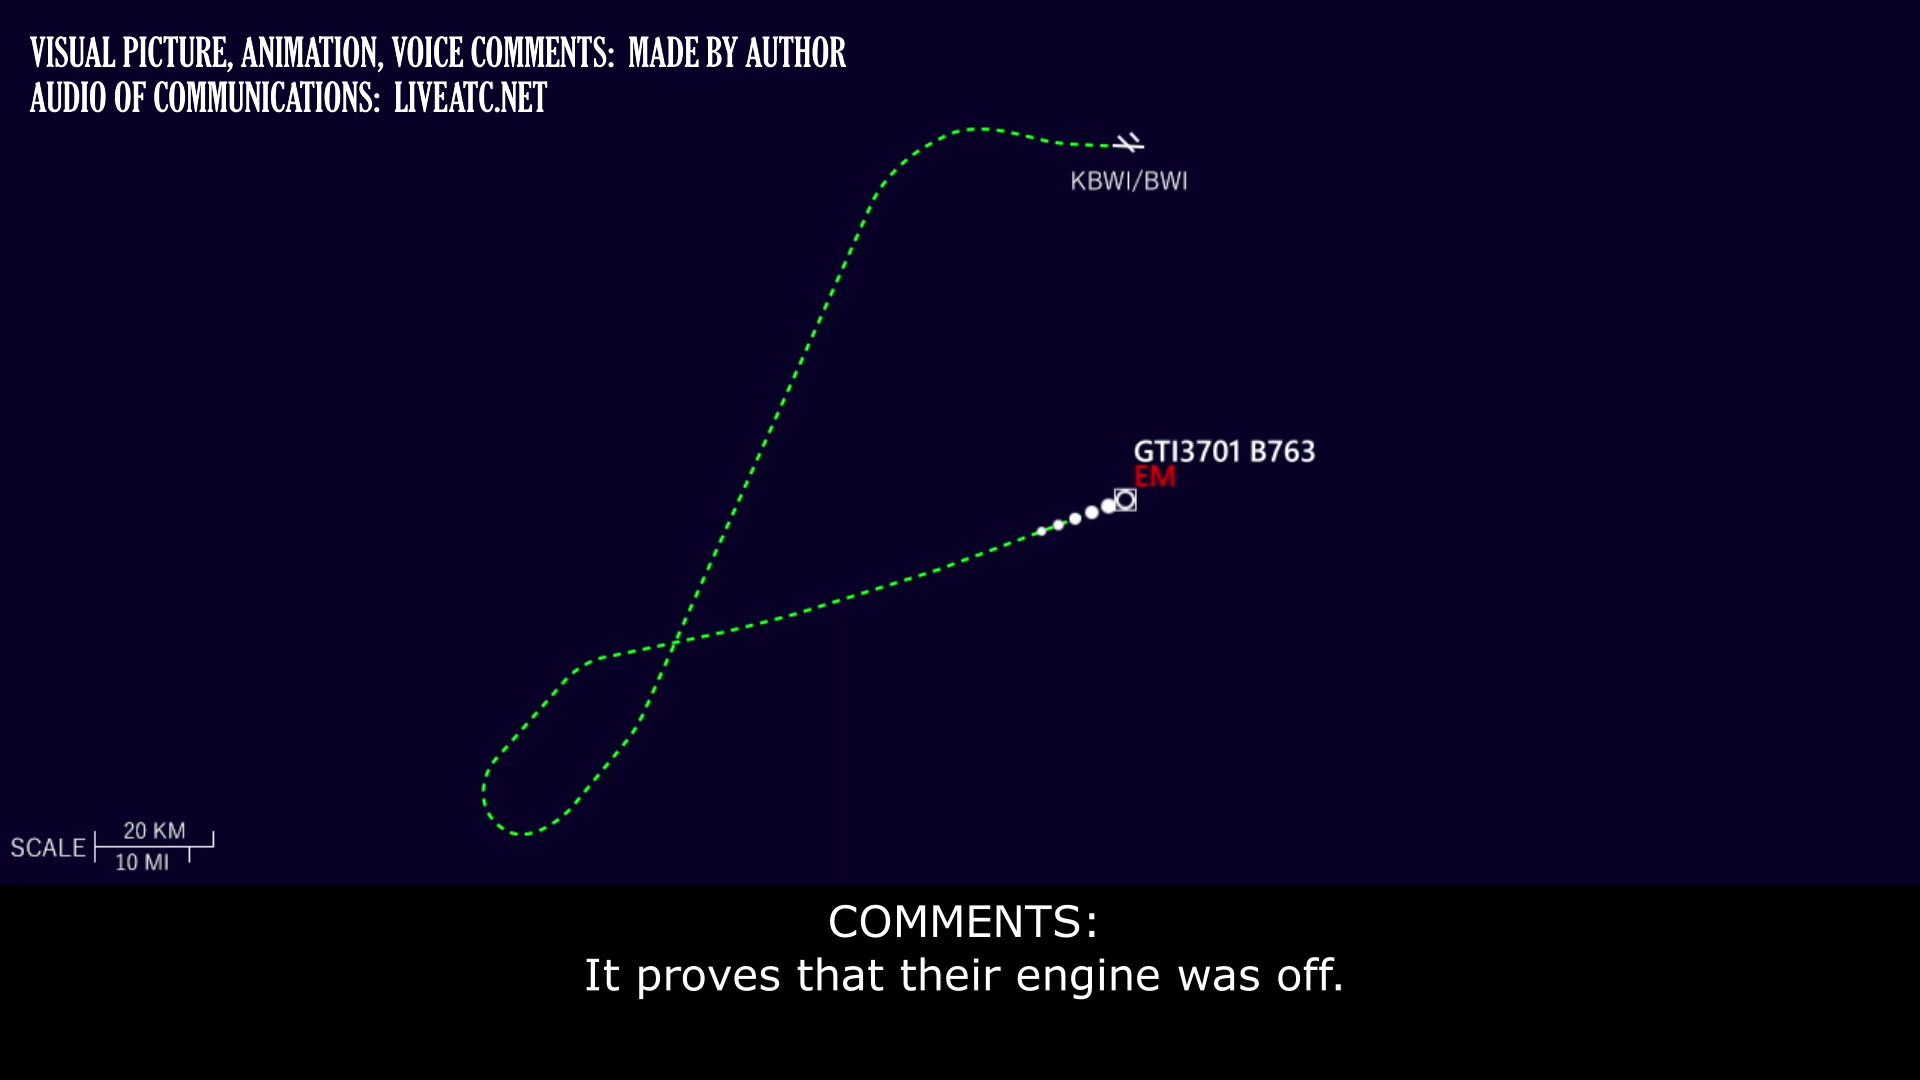 VISUAL PICTURE, ANIMATION, VOICE COMMENTS: MADE BY AUTHOR
AUDIO OF COMMUNICATIONS: LIVEATC.NET
KBWI/BWI
GTI3701 B763
EM
20 KM
SCALE
10 MI
COMMENTS:
It proves that their engine was off.